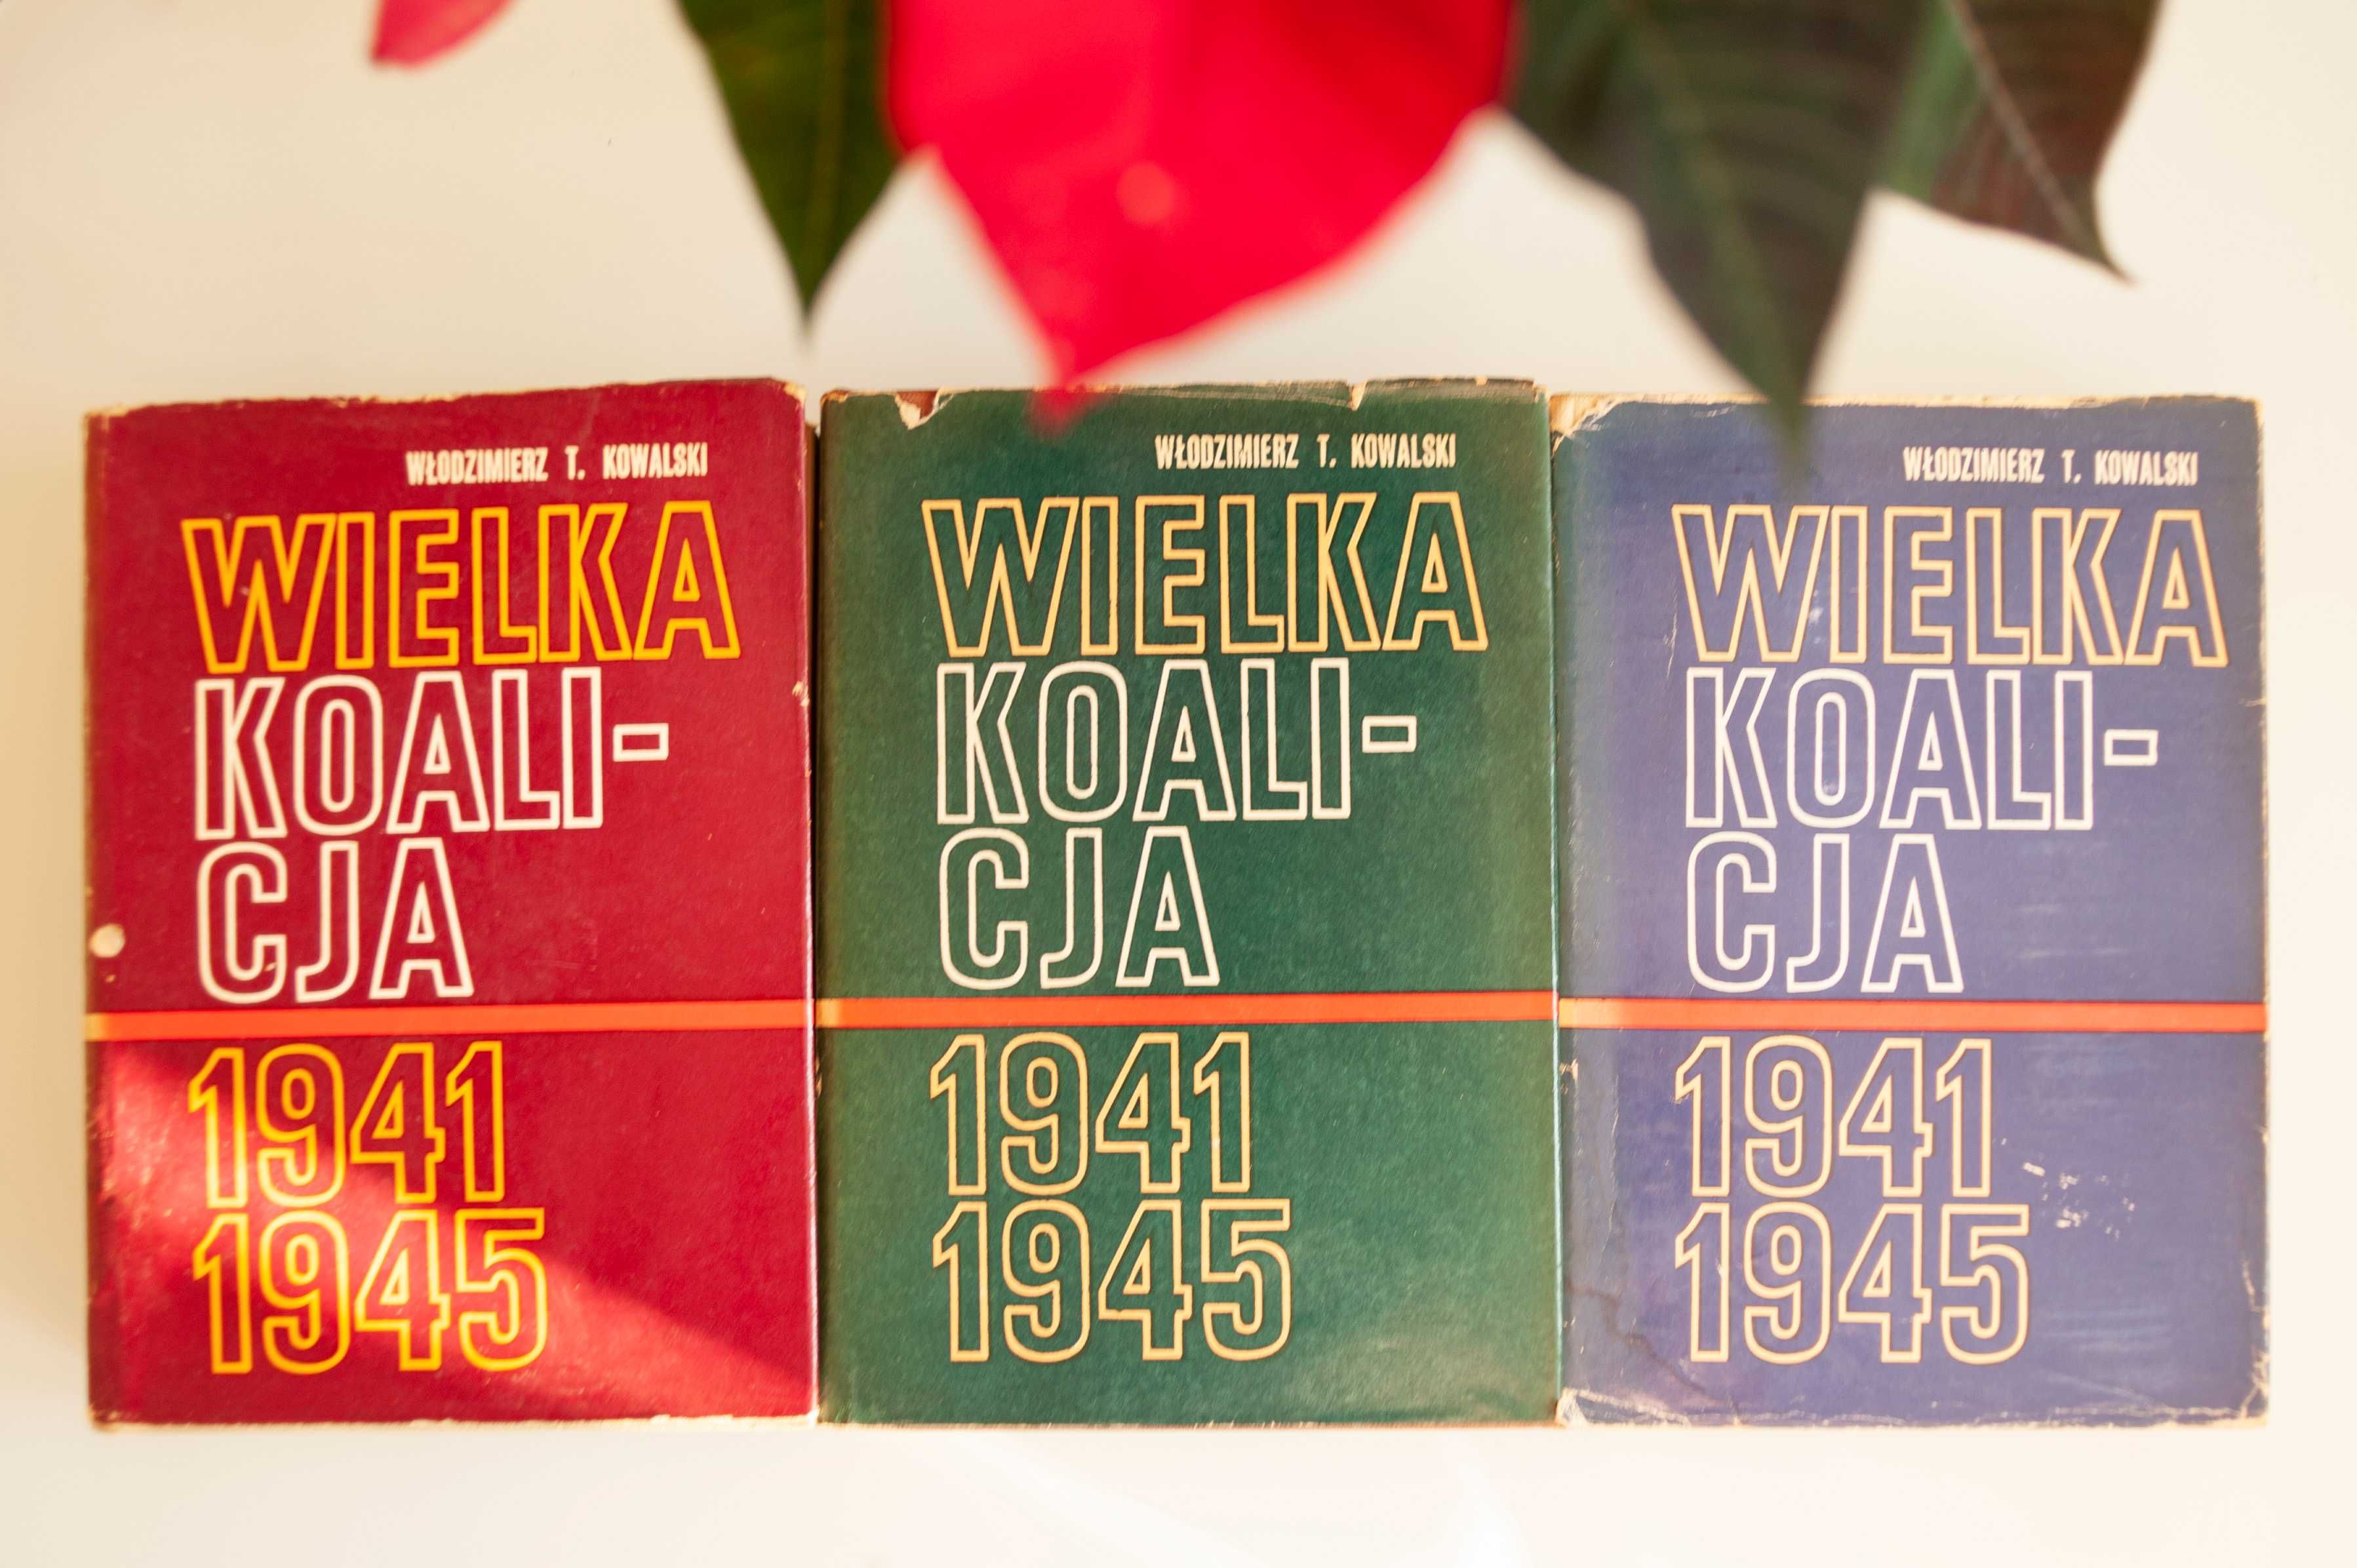 WŁODZIMIERZ T. KOWALSKI
WIELKA
KOALI-
CJA
1941
1945
WŁODZIMIERZ T. KOWALSKI
WIELKA
KOALI-
CJA
1941
1945
WŁODZIMIERZ T. KOWALSKI
WIELKA
KOALI-
CJA
1941
1945